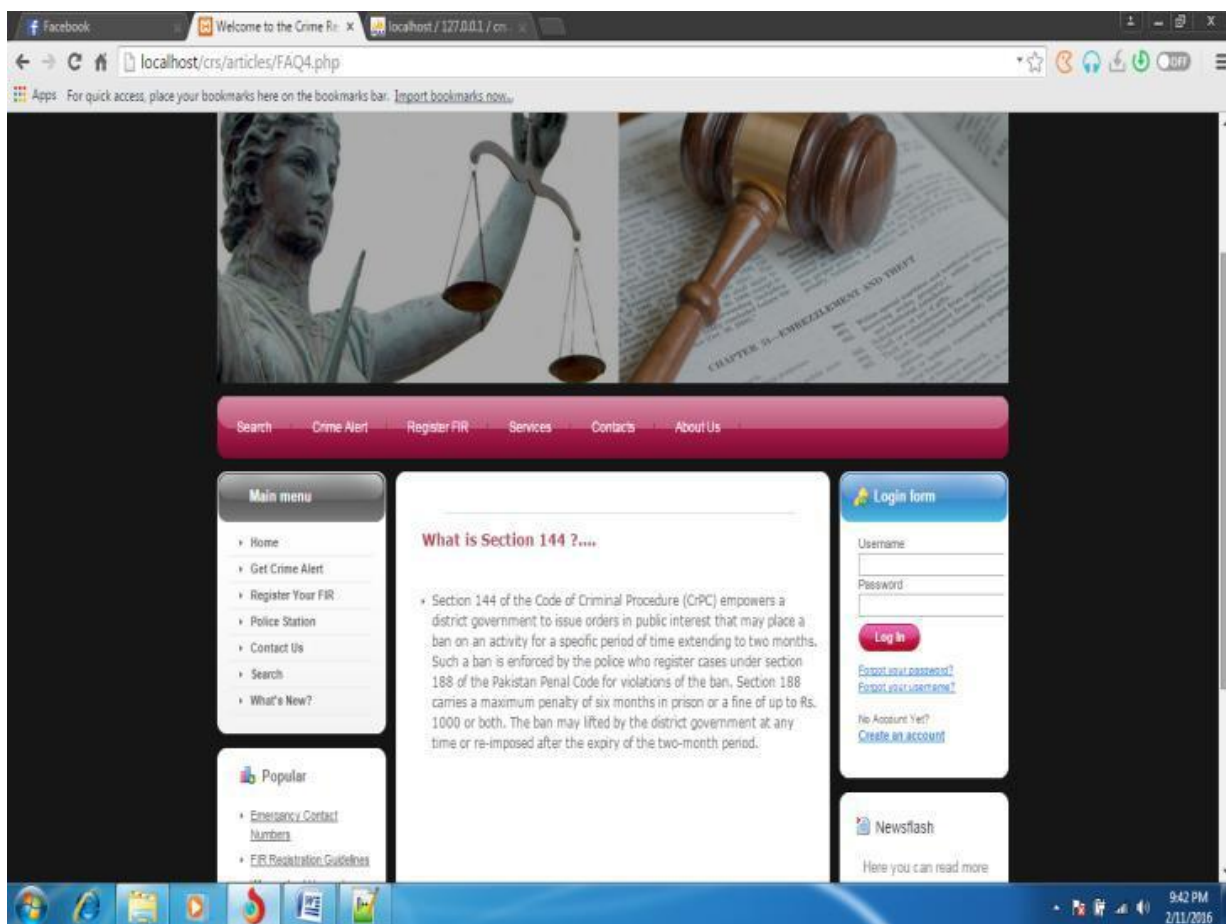 Facebook
Welcome to the Crime Re
localhost / 127.0.0.1 / cri
localhost/crs/articles/FAQ4.php
OFF
Apps For quick access, place your bookmarks here on the bookmarks bar. Import bookmarks now...
CHAPTER 31—EMBEZZLEMENT AND THEFT
Search Crime Alert Register FIR Services Contacts About Us
Main menu
Home
Get Crime Alert
Register Your FIR
Police Station
Contact Us
Search
What's New?
Popular
Emergency Contact
Numbers
FIR Registration Guidelines
What is Section 144 ?....
Section 144 of the Code of Criminal Procedure (CrPC) empowers a
district government to issue orders in public interest that may place a
ban on an activity for a specific period of time extending to two months.
Such a ban is enforced by the police who register cases under section
188 of the Pakistan Penal Code for violations of the ban. Section 188
carries a maximum penalty of six months in prison or a fine of up to Rs.
1000 or both. The ban may lifted by the district government at any
time or re-imposed after the expiry of the two-month period.
Login form
Username
Password
Log In
Forgot your password?
Forgot your username?
No Account Yet?
Create an account
Newsflash
Here you can read more
9:42 PM
2/11/2016